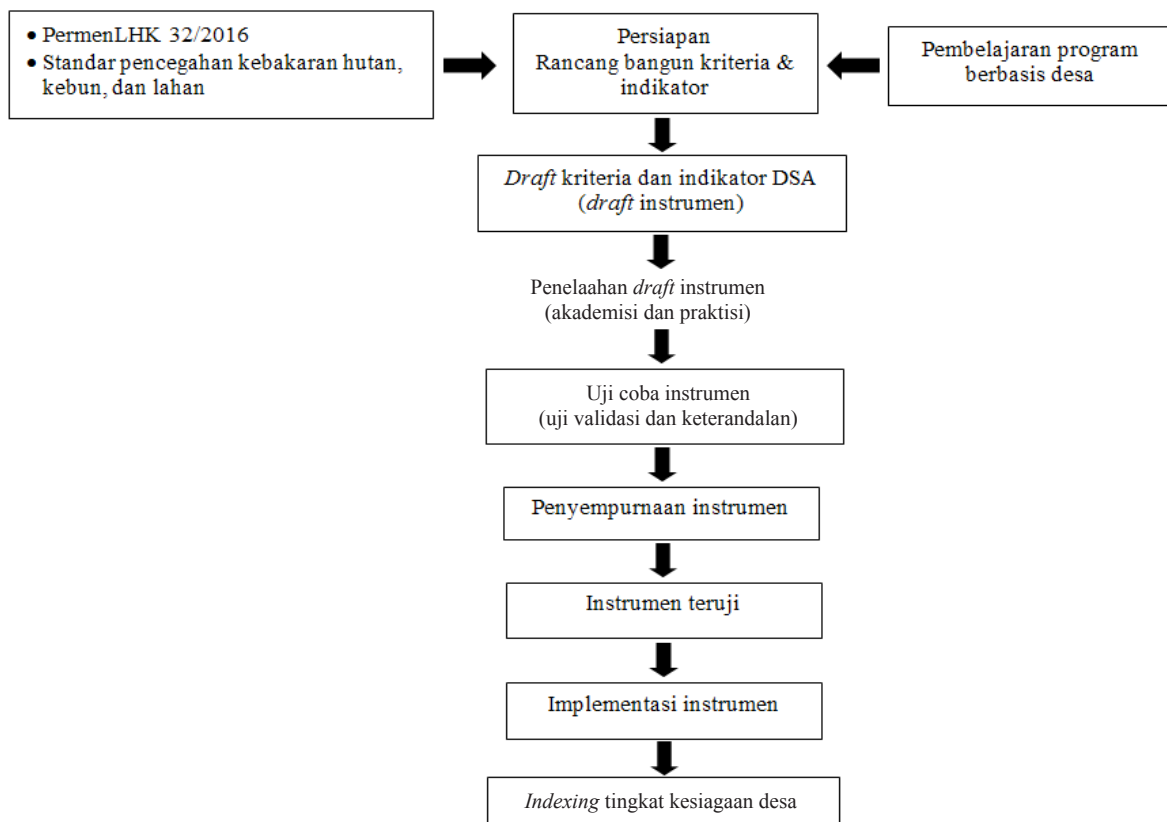 • PermenLHK 32/2016
• Standar pencegahan kebakaran hutan,
kebun, dan lahan
Persiapan
Rancang bangun kriteria &
indikator
Pembelajaran program
berbasis desa
Draft kriteria dan indikator DSA
(draft instrumen)
Penelaahan draft instrumen
(akademisi dan praktisi)
Uji coba instrumen
(uji validasi dan keterandalan)
Penyempurnaan instrumen
Instrumen teruji
Implementasi instrumen
Indexing tingkat kesiagaan desa